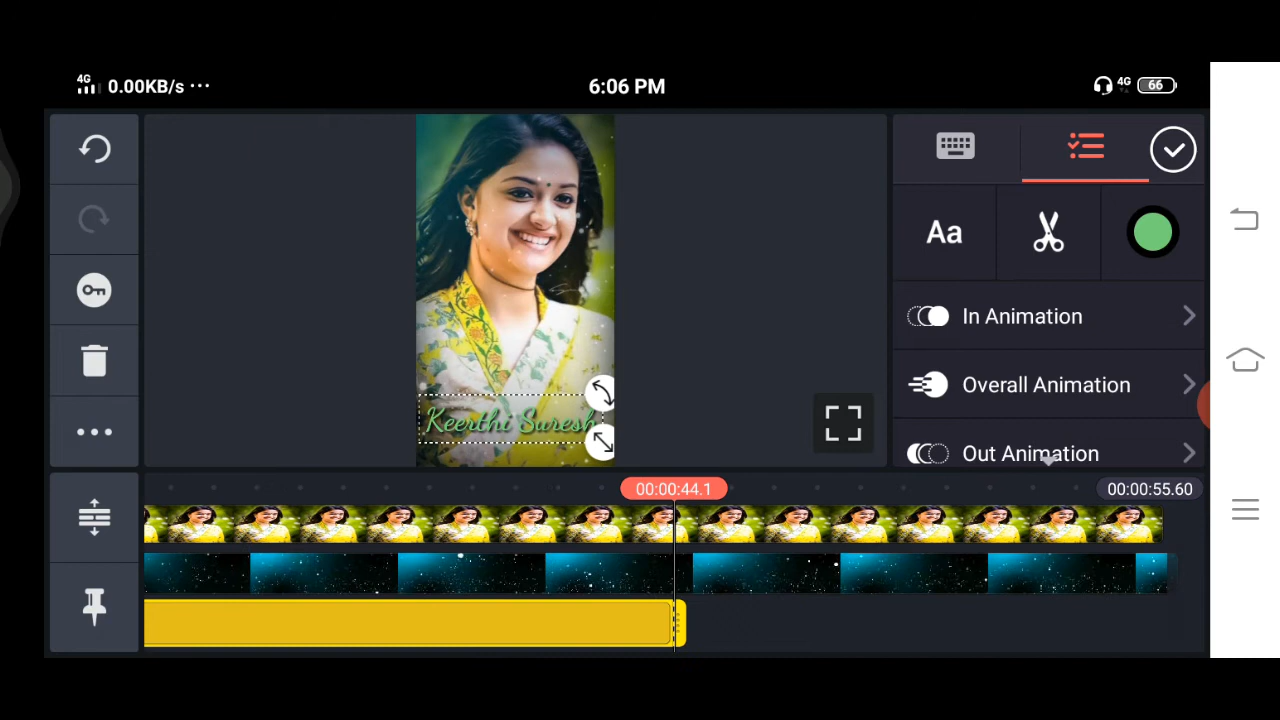 4G 0.00KB/s ... 6:06 PM 4G 66
Aa
In Animation
Keerthi Suresh
Overall Animation
Out Animation
00:00:44.1 00:00:55.60